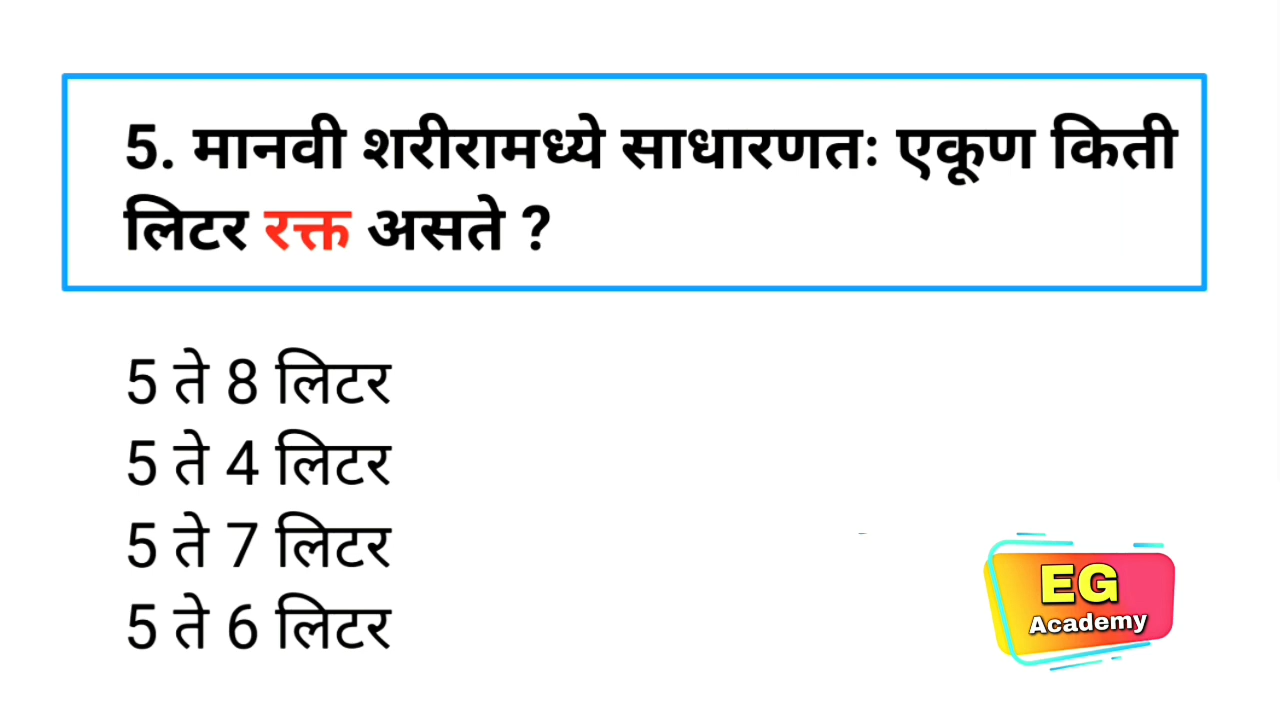 5. मानवी शरीरामध्ये साधारणतः एकूण किती
लिटर रक्त असते ?
5 ते 8 लिटर
5 ते 4 लिटर
5 ते 7 लिटर
5 ते 6 लिटर
EG
Academy